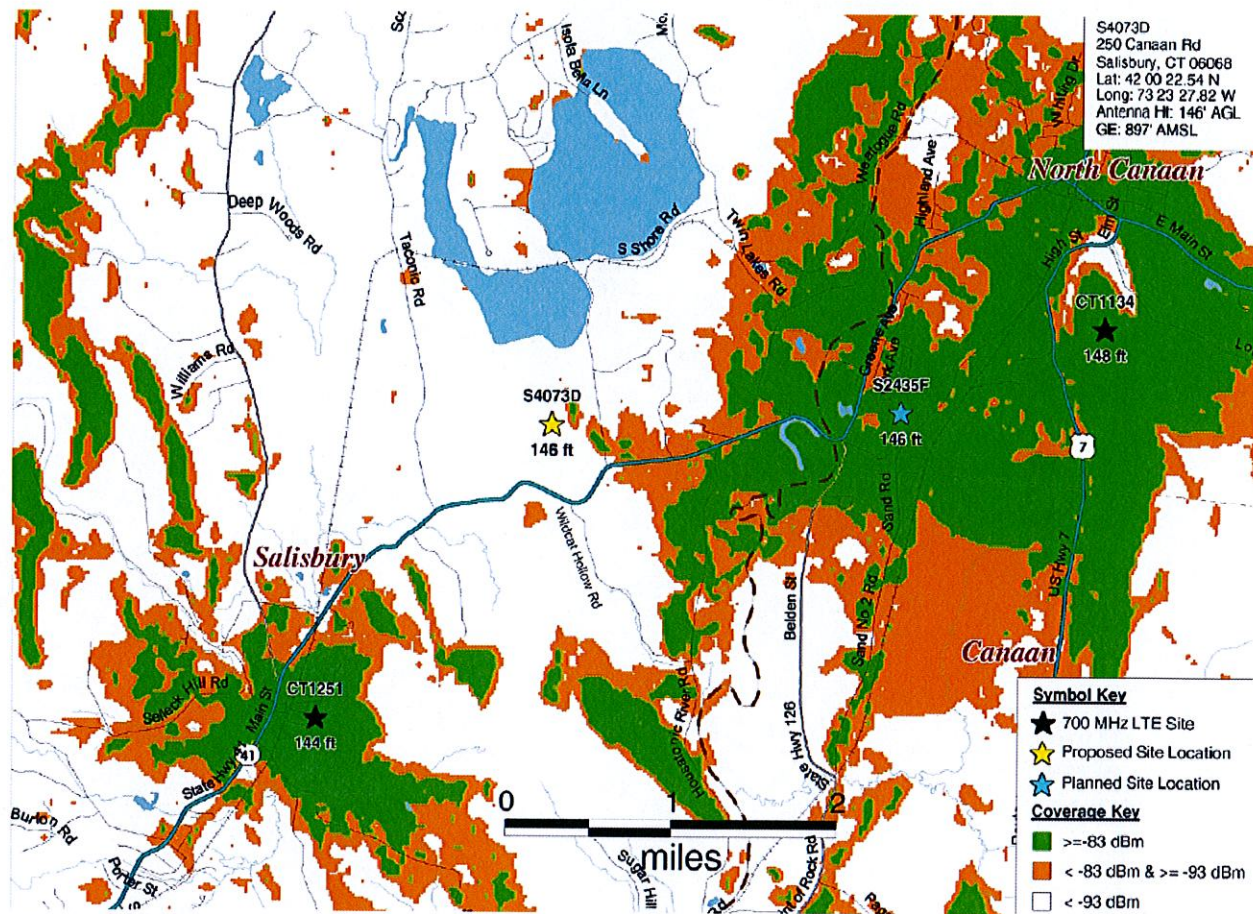 S4073D
250 Canaan Rd
Salisbury, CT 06068
Lat: 42 00 22.54 N
Long: 73 23 27.82 W
Antenna Ht: 146' AGL
GE: 897' AMSL
Isola Bella Ln
Whiting Dr
Weatogue Rd
Highland Ave
North Canaan
Deep Woods Rd
S Shore Rd
Twin Lakes Rd
Taconic Rd
High St
Elm St
E Main St
CT1134
148 ft
Williams Rd
Greene Ave
S4073D
146 ft
S2435F
146 ft
7
Sand Rd
Wildcat Hollow Rd
Salisbury
Belden St
US Hwy 7
Sand No 2 Rd
Canaan
Selleck Hill Rd
Main St
CT1251
144 ft
41
State Hwy 41
Housatonic River Rd
State Hwy 126
Burton Rd
Porter St
0 1 2
miles
Sugar Hill
Symbol Key
700 MHz LTE Site
Proposed Site Location
Planned Site Location
Coverage Key
>=-83 dBm
< -83 dBm & >= -93 dBm
< -93 dBm